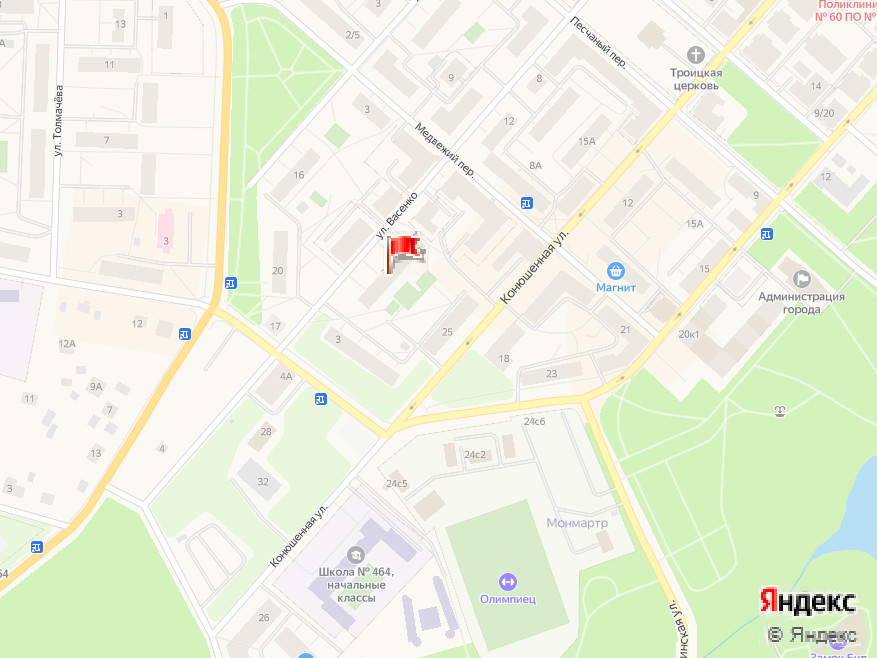 Поликлини
№ 60 ПО №
13
1
2/5
Песчаный пер.
Троицкая
церковь
11
9
8
14
ул. Толмачёва
3
9/20
Медвежий пер.
12
15А
7
8А
16
12
9
12
3
ул. Васенко
3
15А
Конюшенная ул.
20
15
Магнит
Администрация
города
12
17
25
21
20к1
12А
3
18
23
4А
9А
11
7
24с6
28
4
13
24с2
32
24с5
3
Монмартр
Конюшенная ул.
Школа № 464,
начальные
классы
Олимпиец
64
26
инская ул.
Яндекс
© Яндекс
Замок Бип